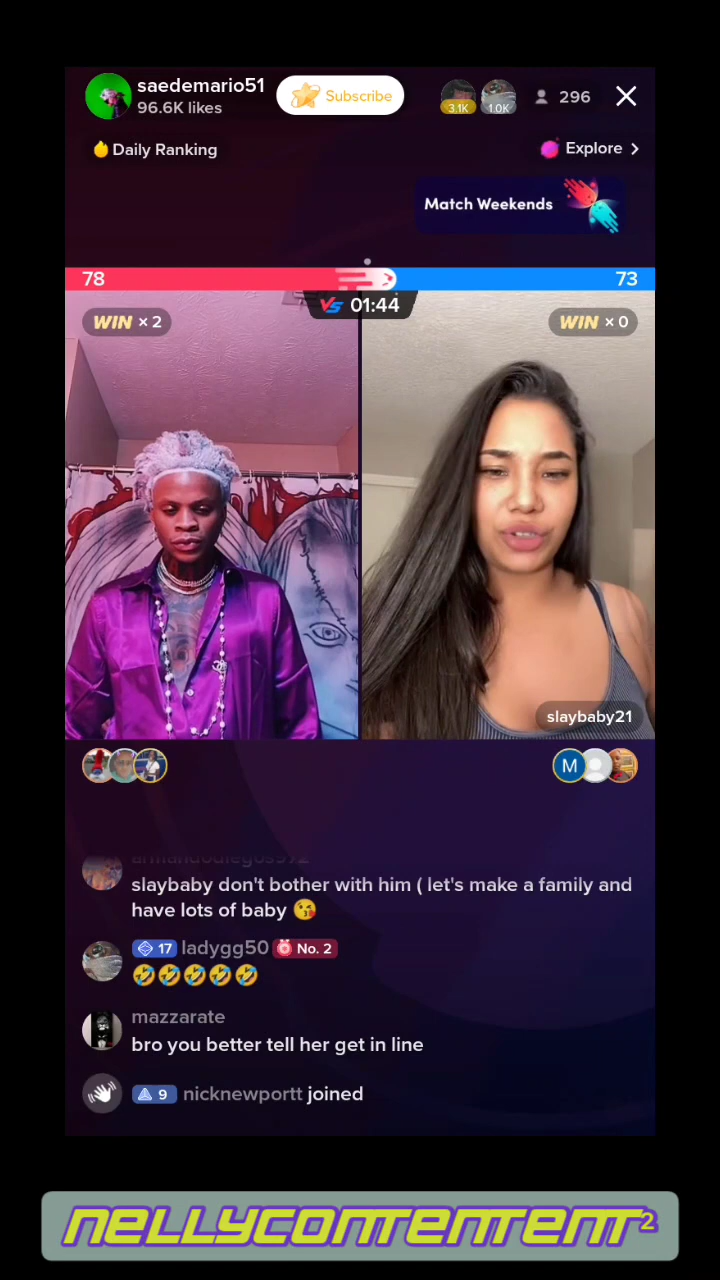 saedemario51
96.6K likes
Subscribe
3.1K
1.0K
296
Daily Ranking
Explore
Match Weekends
78
73
VS 01:44
WIN × 2
WIN × 0
slaybaby21
M
slaybaby don't bother with him ( let's make a family and
have lots of baby 😘
17 ladygg50 No. 2
🤣🤣🤣🤣🤣
mazzarate
bro you better tell her get in line
9 nicknewportt joined
NELLYCONTENTENT²